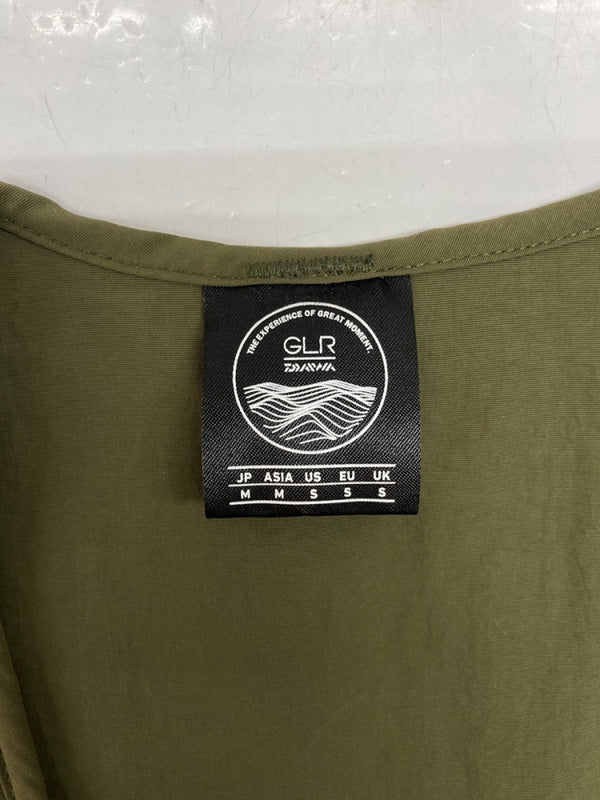 THE EXPERIENCE OF GREAT MOMENT.
GLR
DAIWA
JP ASIA US EU UK
M M S S S